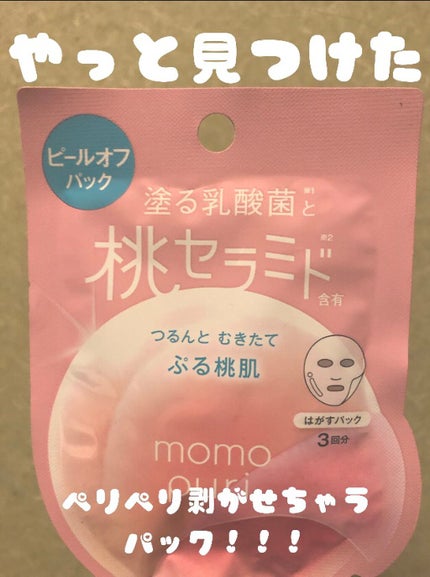 やっと見つけた
ピールオフ
パック
塗る乳酸菌※1と
桃セラミド※2
含有
つるんと むきたて
ぷる桃肌
はがすパック
3回分
momo
puri
ペリペリ剥がせちゃう
パック！！！